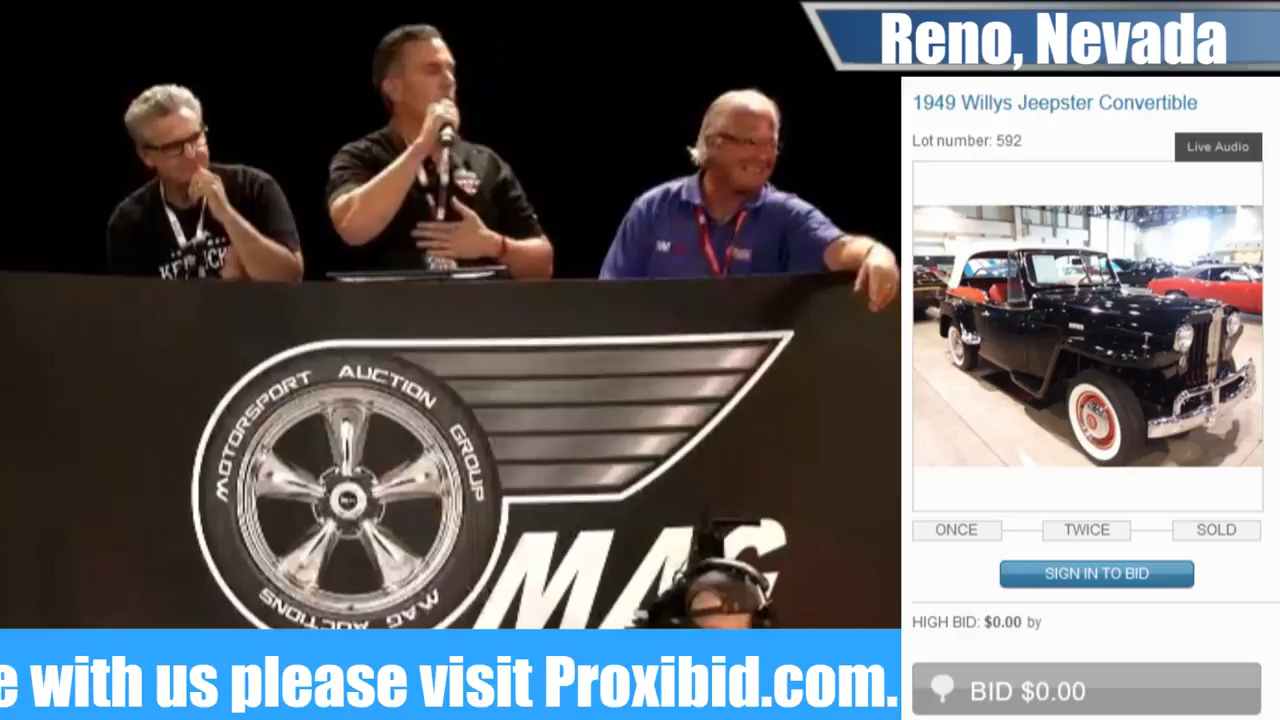 Reno, Nevada
1949 Willys Jeepster Convertible
Lot number: 592
Live Audio
MOTORSPORT AUCTION GROUP
MAG AUCTIONS
MAG
ONCE
TWICE
SOLD
SIGN IN TO BID
HIGH BID: $0.00 by
BID $0.00
e with us please visit Proxibid.com.